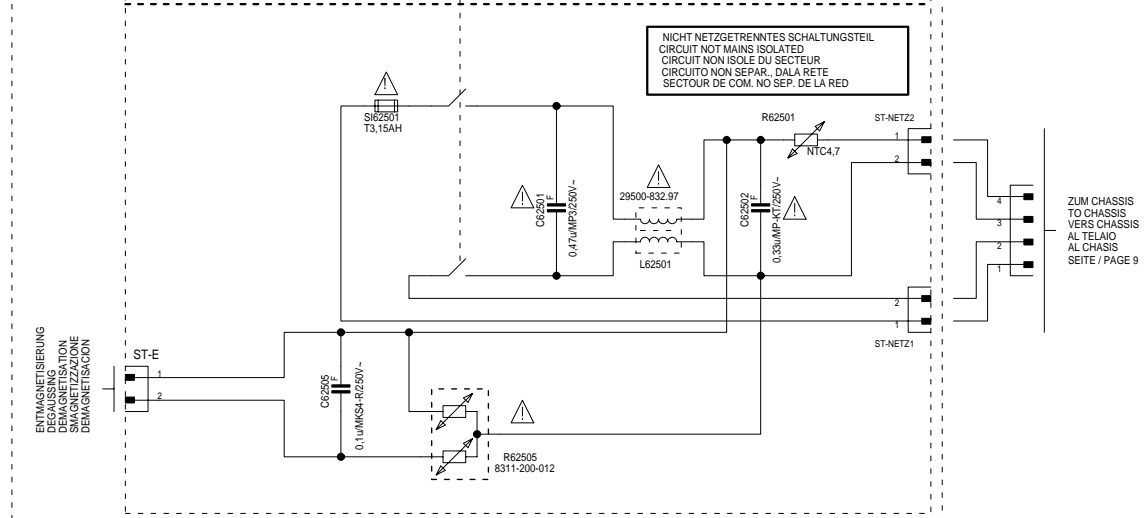 NICHT NETZGETRENNTES SCHALTUNGSTEIL
CIRCUIT NOT MAINS ISOLATED
CIRCUIT NON ISOLE DU SECTEUR
CIRCUITO NON SEPAR., DALA RETE
SECTOUR DE COM. NO SEP. DE LA RED
SI62501
T3,15AH
C62501
F
0,47u/MP3/250V~
29500-832.97
L62501
R62501
NTC4,7
C62502
F
0,33u/MP-KT/250V~
ST-NETZ2
1
2
4
3
2
1
ZUM CHASSIS
TO CHASSIS
VERS CHASSIS
AL TELAIO
AL CHASIS
SEITE / PAGE 9
2
1
ST-NETZ1
ENTMAGNETISIERUNG
DEGAUSSING
DEMAGNETISATION
SMAGNETIZZAZIONE
DEMAGNETISACION
ST-E
1
2
C62505
F
0,1u/MKS4-R/250V~
R62505
8311-200-012